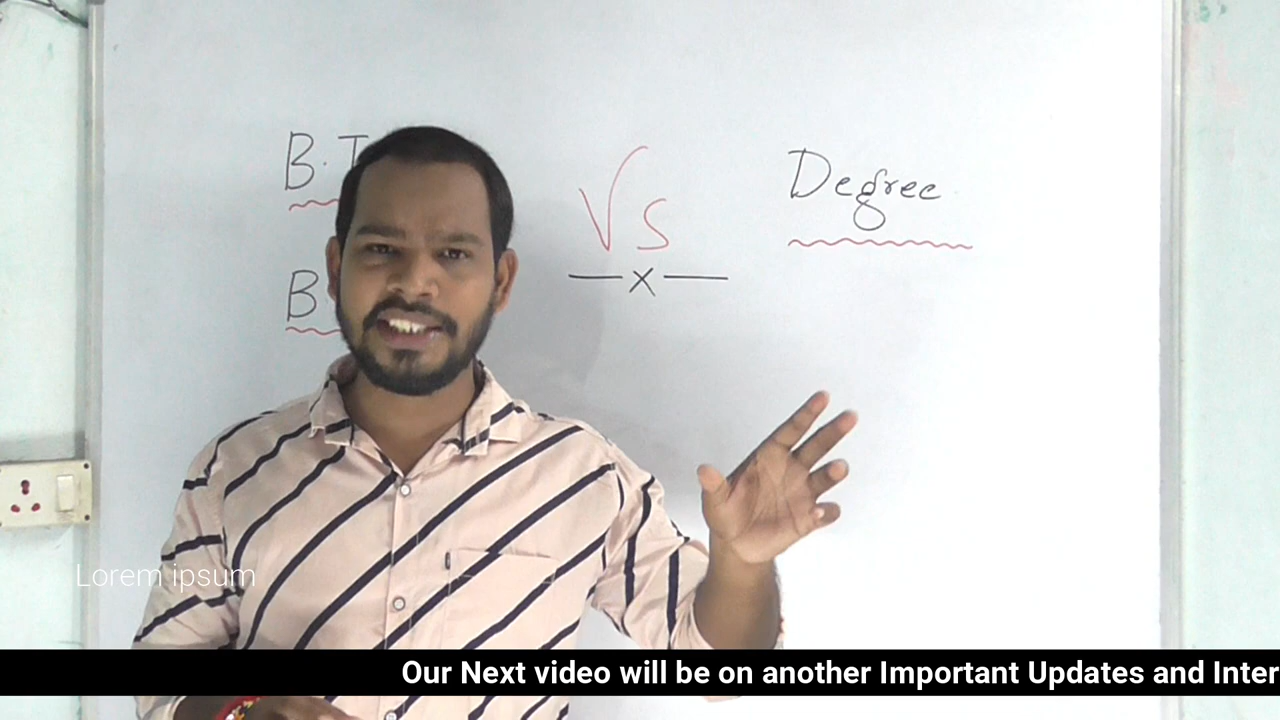 B.T
Vs
Degree
B
x
Lorem ipsum
Our Next video will be on another Important Updates and Inter